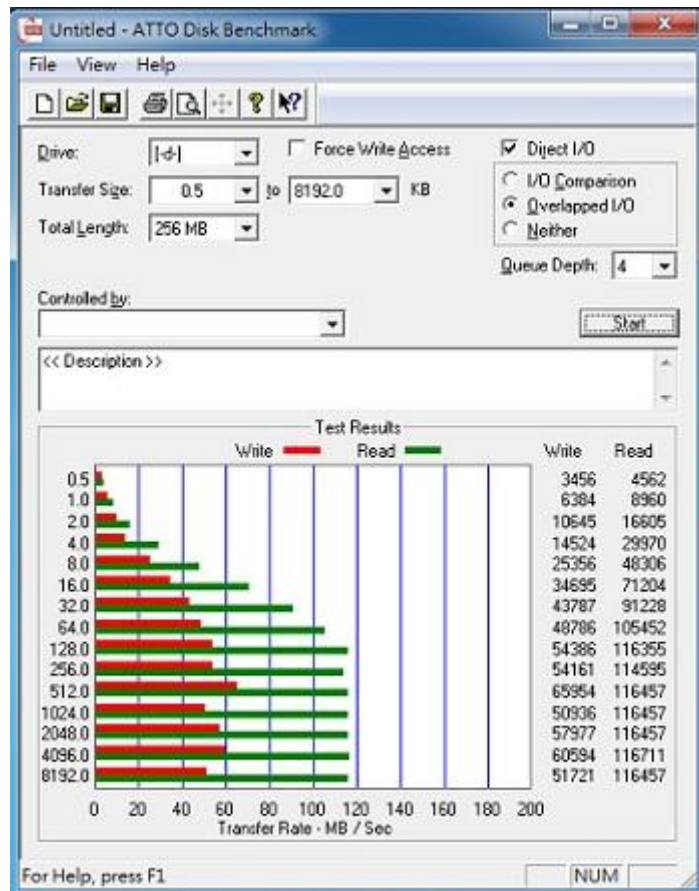 Untitled - ATTO Disk Benchmark
File View Help
Drive: [-d-] Force Write Access Direct I/O
Transfer Size: 0.5 to 8192.0 KB
I/O Comparison
Overlapped I/O
Neither
Total Length: 256 MB
Queue Depth: 4
Controlled by:
Start
<< Description >>
Test Results
Write Read Write Read
0.5 3456 4562
1.0 6384 8960
2.0 10645 16605
4.0 14524 29970
8.0 25356 48306
16.0 34695 71204
32.0 43787 91228
64.0 48786 105452
128.0 54386 116355
256.0 54161 114595
512.0 65954 116457
1024.0 50936 116457
2048.0 57977 116457
4096.0 60594 116711
8192.0 51721 116457
0 20 40 60 80 100 120 140 160 180 200
Transfer Rate - MB / Sec
For Help, press F1 NUM